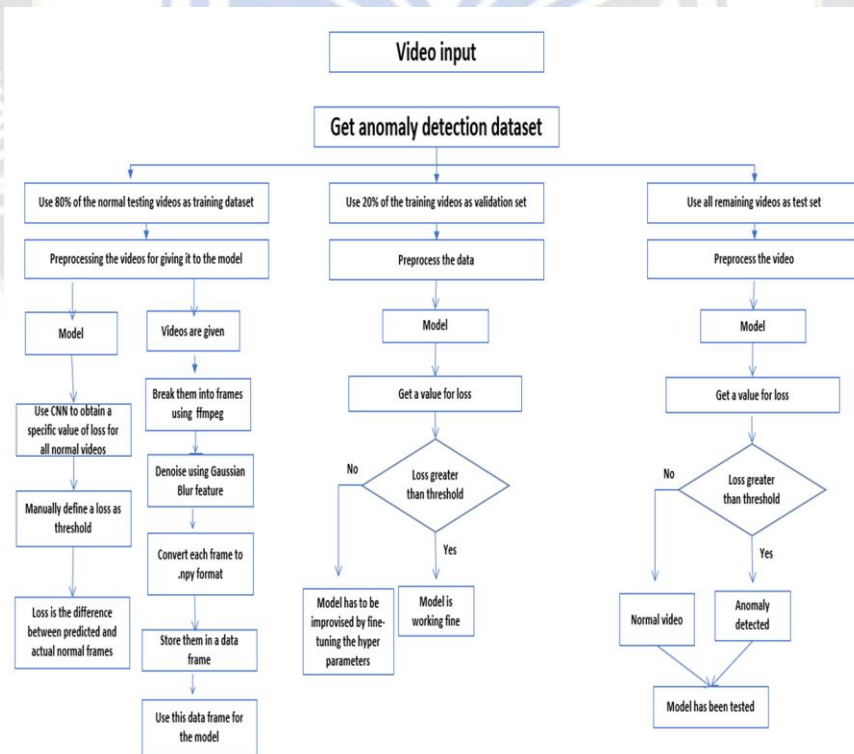 Video input
Get anomaly detection dataset
Use 80% of the normal testing videos as training dataset
Preprocessing the videos for giving it to the model
Model
Use CNN to obtain a
specific value of loss for
all normal videos
Manually define a loss as
threshold
Loss is the difference
between predicted and
actual normal frames
Videos are given
Break them into frames
using ffmpeg
Denoise using Gaussian
Blur feature
Convert each frame to
.npy format
Store them in a data
frame
Use this data frame for
the model
Use 20% of the training videos as validation set
Preprocess the data
Model
Get a value for loss
Loss greater
than threshold
No
Yes
Model has to be
improvised by fine-
tuning the hyper
parameters
Model is
working fine
Use all remaining videos as test set
Preprocess the video
Model
Get a value for loss
Loss greater
than threshold
No
Yes
Normal video
Anomaly
detected
Model has been tested